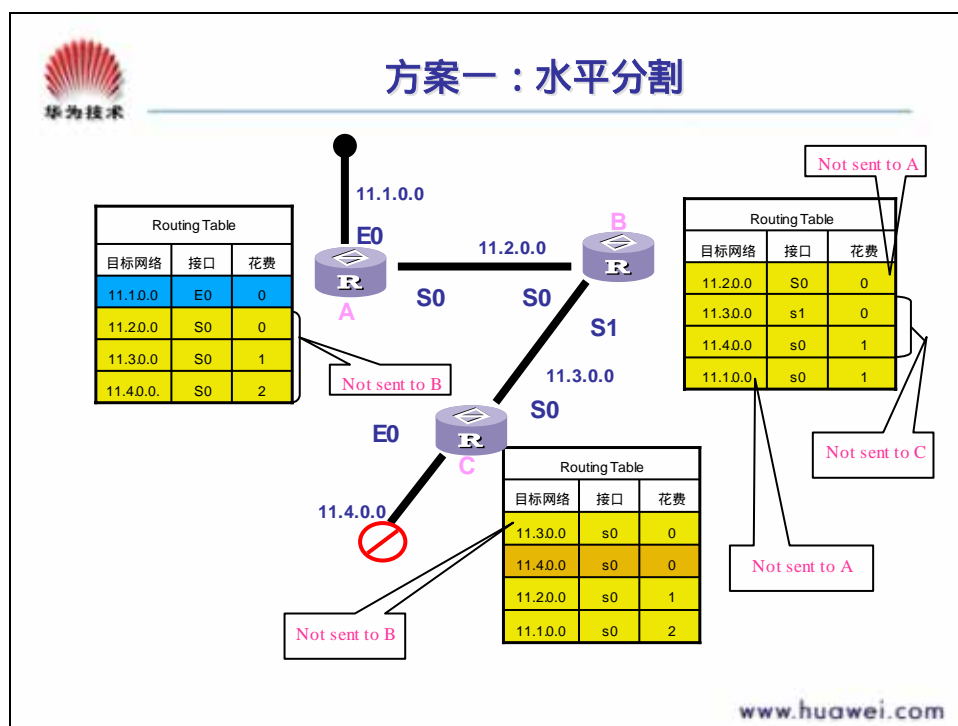 华为技术
方案一：水平分割
Not sent to A
11.1.0.0
Routing Table
目标网络 接口 花费
11.1.0.0 E0 0
11.2.0.0 S0 0
11.3.0.0 S0 1
11.4.0.0. S0 2
Not sent to B
E0
R
A
S0
11.2.0.0
S0
B
R
S1
11.3.0.0
Routing Table
目标网络 接口 花费
11.2.0.0 S0 0
11.3.0.0 s1 0
11.4.0.0 s0 1
11.1.0.0 s0 1
Not sent to C
Not sent to A
S0
E0
R
C
11.4.0.0
Routing Table
目标网络 接口 花费
11.3.0.0 s0 0
11.4.0.0 s0 0
11.2.0.0 s0 1
11.1.0.0 s0 2
Not sent to B
www.huawei.com